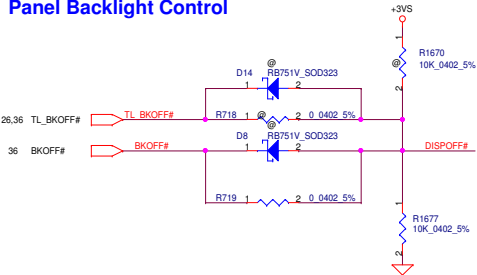 Panel Backlight Control
+3VS
1
@
R1670
10K_0402_5%
2
@
D14 RB751V_SOD323
1 2
26,36 TL_BKOFF# TL_BKOFF# R718 1 @ 2 0_0402_5%
@
D8 RB751V_SOD323
36 BKOFF# BKOFF# 1 2 DISPOFF#
R719 1 2 0_0402_5%
1
R1677
10K_0402_5%
2